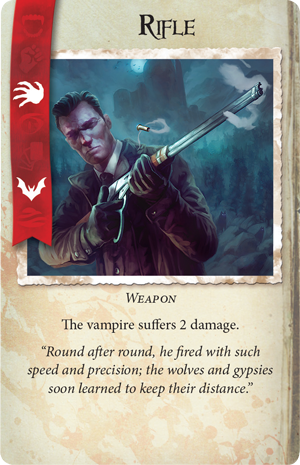 Rifle
Weapon
The vampire suffers 2 damage.
“Round after round, he fired with such
speed and precision; the wolves and gypsies
soon learned to keep their distance.”